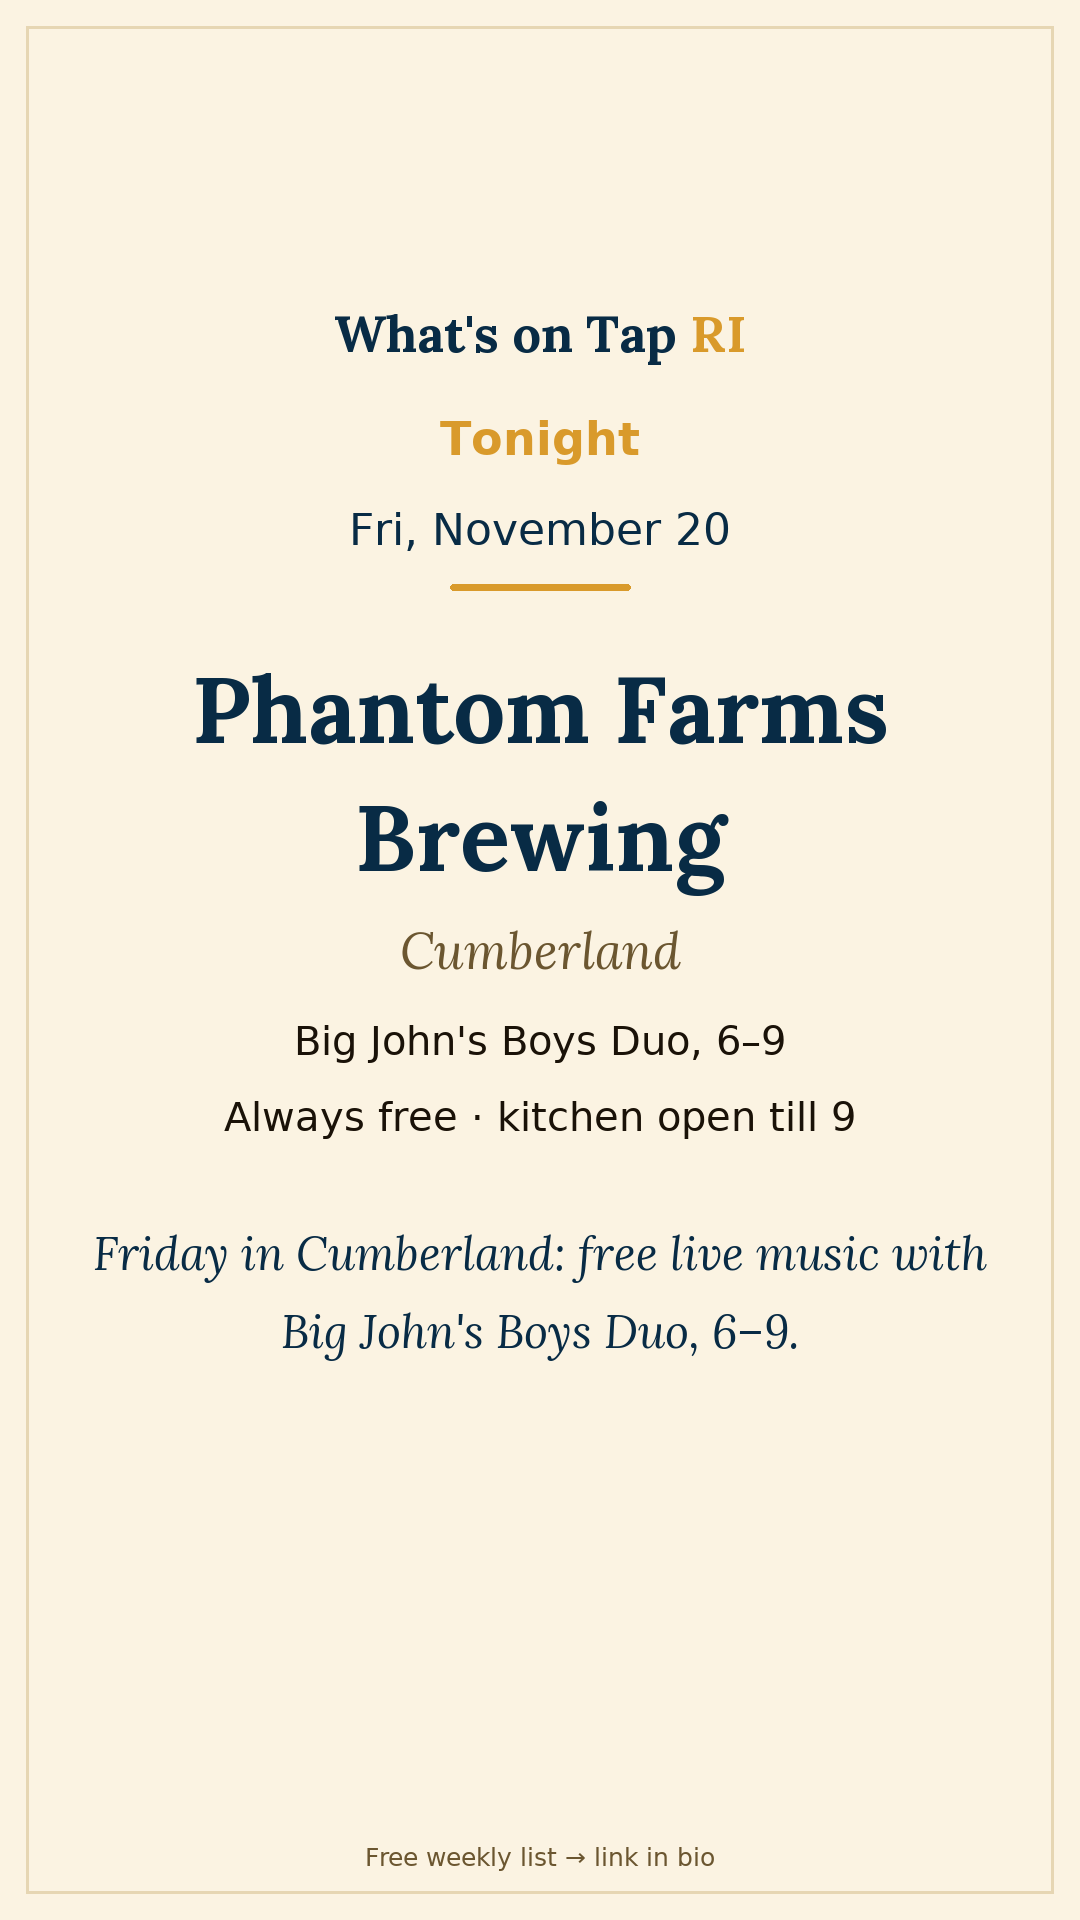 What's on Tap RI
Tonight
Fri, November 20
Phantom Farms
Brewing
Cumberland
Big John's Boys Duo, 6–9
Always free · kitchen open till 9
Friday in Cumberland: free live music with
Big John's Boys Duo, 6–9.
Free weekly list → link in bio